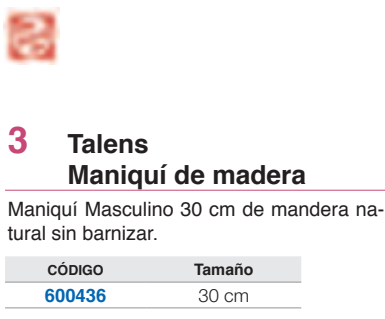 3 Talens
Maniquí de madera
Maniquí Masculino 30 cm de mandera na-
tural sin barnizar.
CÓDIGO Tamaño
600436 30 cm